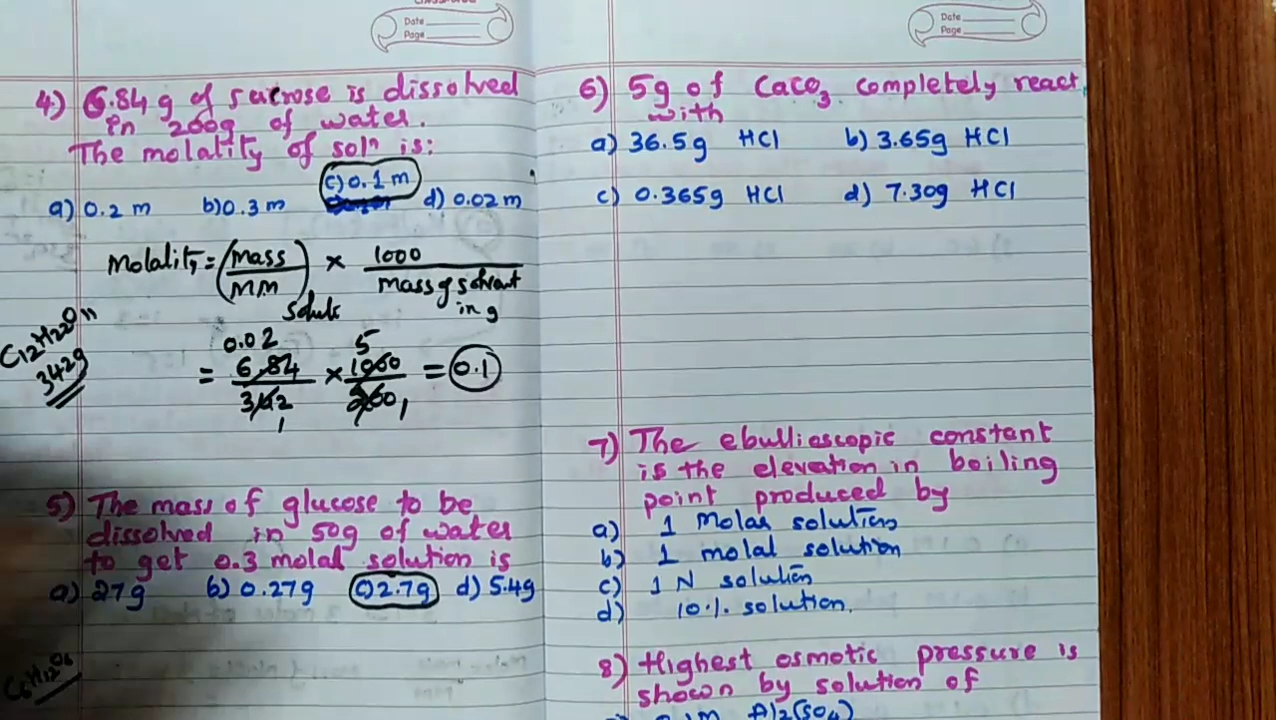 Date
Page
4) 6.84 g of sucrose is dissolved
in 200g of water.
The molality of solⁿ is:
c) 0.1 m
a) 0.2 m b) 0.3 m d) 0.02 m
Molality = (mass/MM) solute × 1000/mass of solvent in g
C12H22O11
342g
0.02 5
= 6.84/342 × 1000/200 = 0.1
1 1
5) The mass of glucose to be
dissolved in 50g of water
to get 0.3 molal solution is
a) 27g b) 0.27g c) 2.7g d) 5.4g
C6H12O6
Date
Page
6) 5g of CaCO3 completely react
with
a) 36.5g HCl b) 3.65g HCl
c) 0.365g HCl d) 7.30g HCl
7) The ebullioscopic constant
is the elevation in boiling
point produced by
a) 1 Molar solution
b) 1 molal solution
c) 1 N solution
d) 10% solution.
8) Highest osmotic pressure is
shown by solution of